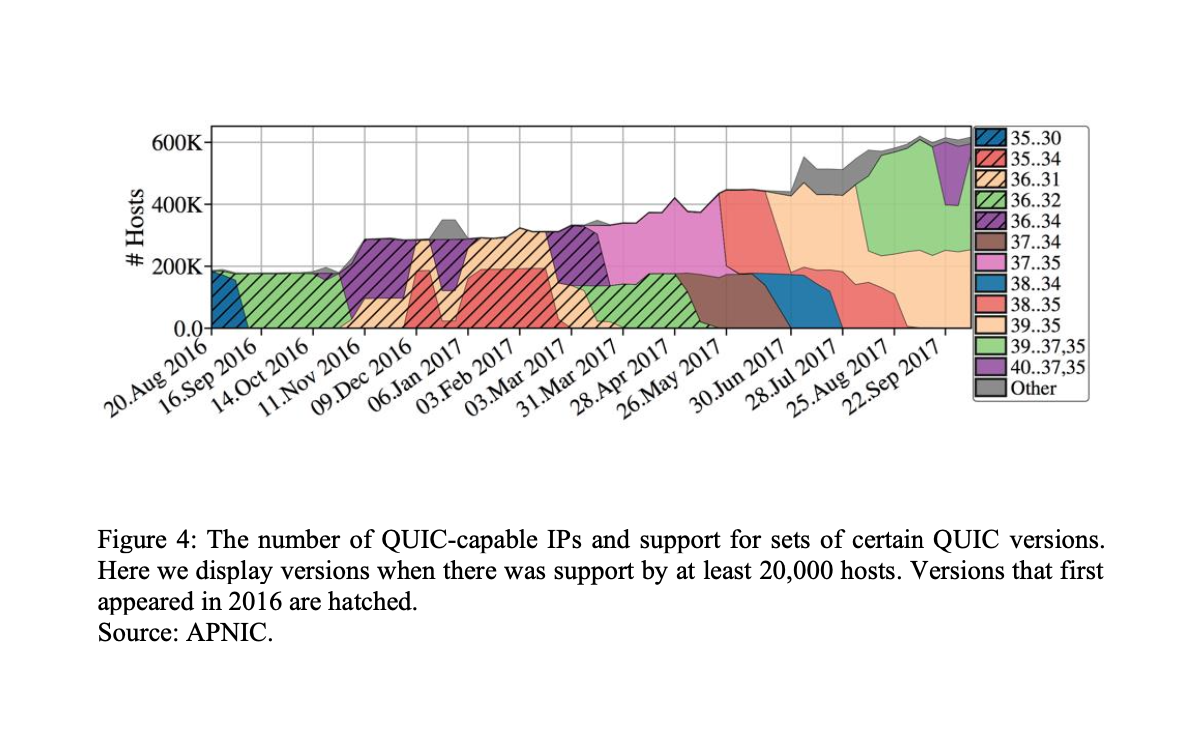 600K
400K
200K
0.0
# Hosts
20.Aug 2016
16.Sep 2016
14.Oct 2016
11.Nov 2016
09.Dec 2016
06.Jan 2017
03.Feb 2017
03.Mar 2017
31.Mar 2017
28.Apr 2017
26.May 2017
30.Jun 2017
28.Jul 2017
25.Aug 2017
22.Sep 2017
35..30
35..34
36..31
36..32
36..34
37..34
37..35
38..34
38..35
39..35
39..37,35
40..37,35
Other
Figure 4: The number of QUIC-capable IPs and support for sets of certain QUIC versions.
Here we display versions when there was support by at least 20,000 hosts. Versions that first
appeared in 2016 are hatched.
Source: APNIC.